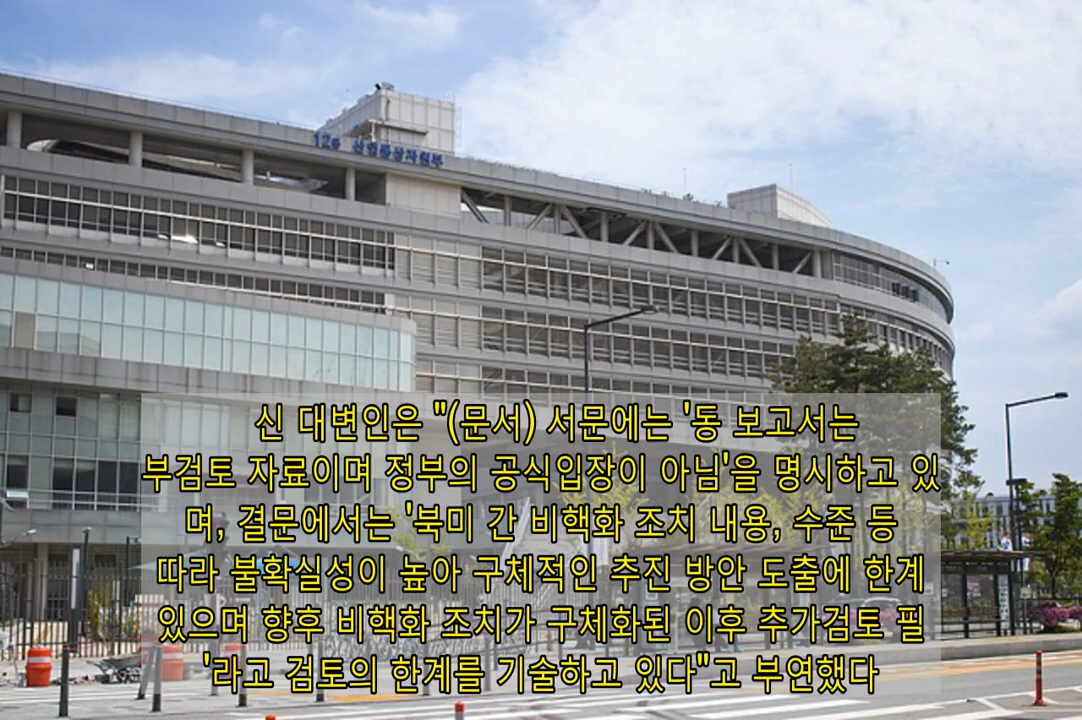 12동 산업통상자원부
신 대변인은 "(문서) 서문에는 '동 보고서는
부검토 자료이며 정부의 공식입장이 아님'을 명시하고 있
며, 결문에서는 '북미 간 비핵화 조치 내용, 수준 등
따라 불확실성이 높아 구체적인 추진 방안 도출에 한계
있으며 향후 비핵화 조치가 구체화된 이후 추가검토 필
'라고 검토의 한계를 기술하고 있다"고 부연했다